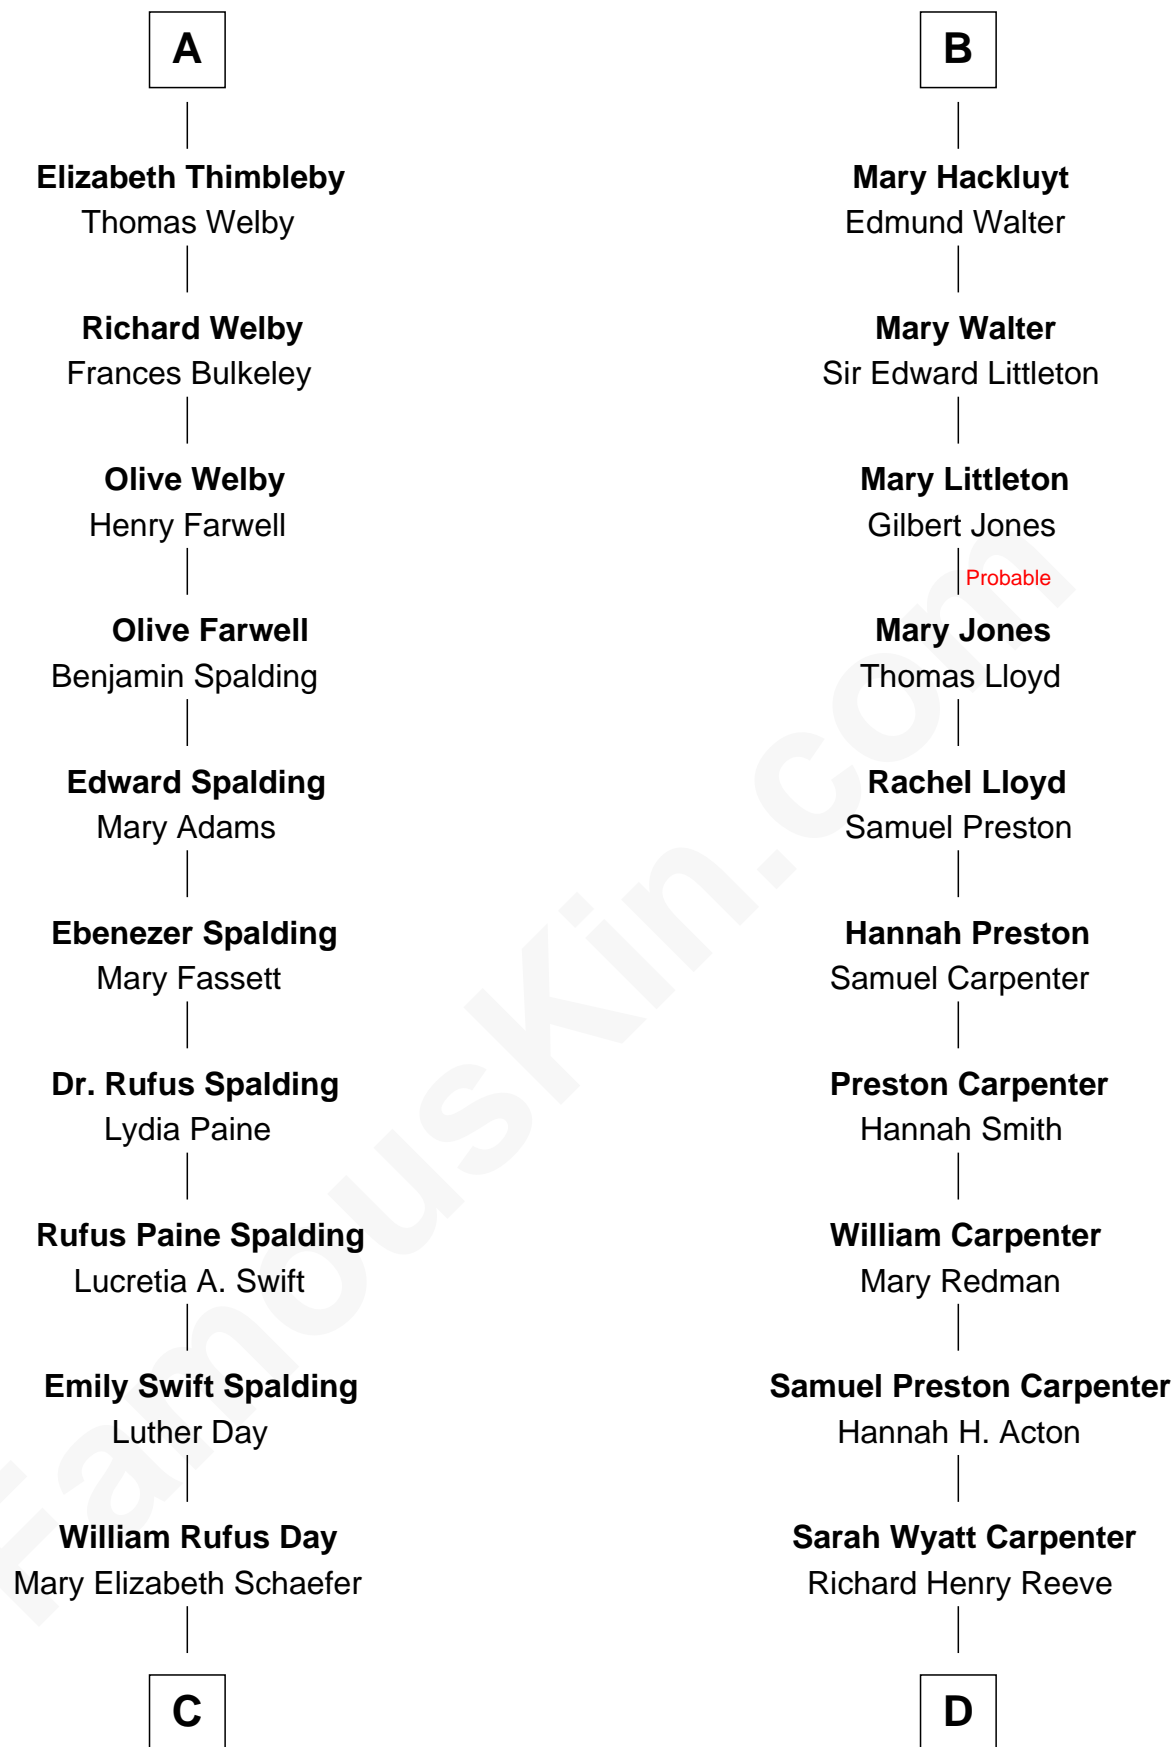 A
Elizabeth Thimbleby
Thomas Welby
Richard Welby
Frances Bulkeley
Olive Welby
Henry Farwell
Olive Farwell
Benjamin Spalding
Edward Spalding
Mary Adams
Ebenezer Spalding
Mary Fassett
Dr. Rufus Spalding
Lydia Paine
Rufus Paine Spalding
Lucretia A. Swift
Emily Swift Spalding
Luther Day
William Rufus Day
Mary Elizabeth Schaefer
C
B
Mary Hackluyt
Edmund Walter
Mary Walter
Sir Edward Littleton
Mary Littleton
Gilbert Jones
Probable
Mary Jones
Thomas Lloyd
Rachel Lloyd
Samuel Preston
Hannah Preston
Samuel Carpenter
Preston Carpenter
Hannah Smith
William Carpenter
Mary Redman
Samuel Preston Carpenter
Hannah H. Acton
Sarah Wyatt Carpenter
Richard Henry Reeve
D
FamousKin.com